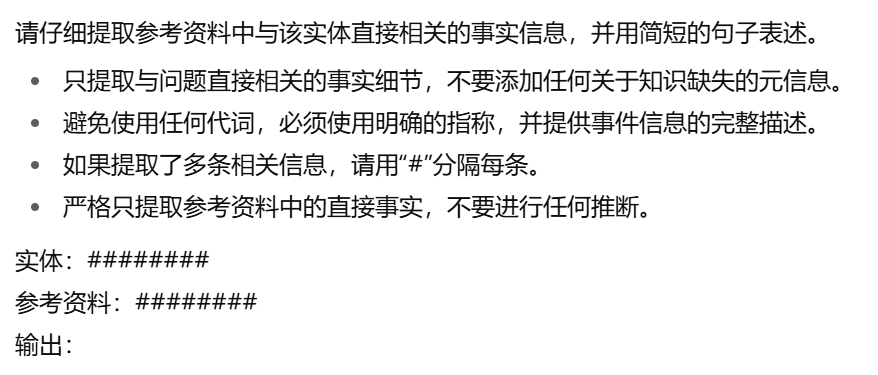 请仔细提取参考资料中与该实体直接相关的事实信息，并用简短的句子表述。
• 只提取与问题直接相关的事实细节，不要添加任何关于知识缺失的元信息。
• 避免使用任何代词，必须使用明确的指称，并提供事件信息的完整描述。
• 如果提取了多条相关信息，请用“#”分隔每条。
• 严格只提取参考资料中的直接事实，不要进行任何推断。
实体：########
参考资料：########
输出：